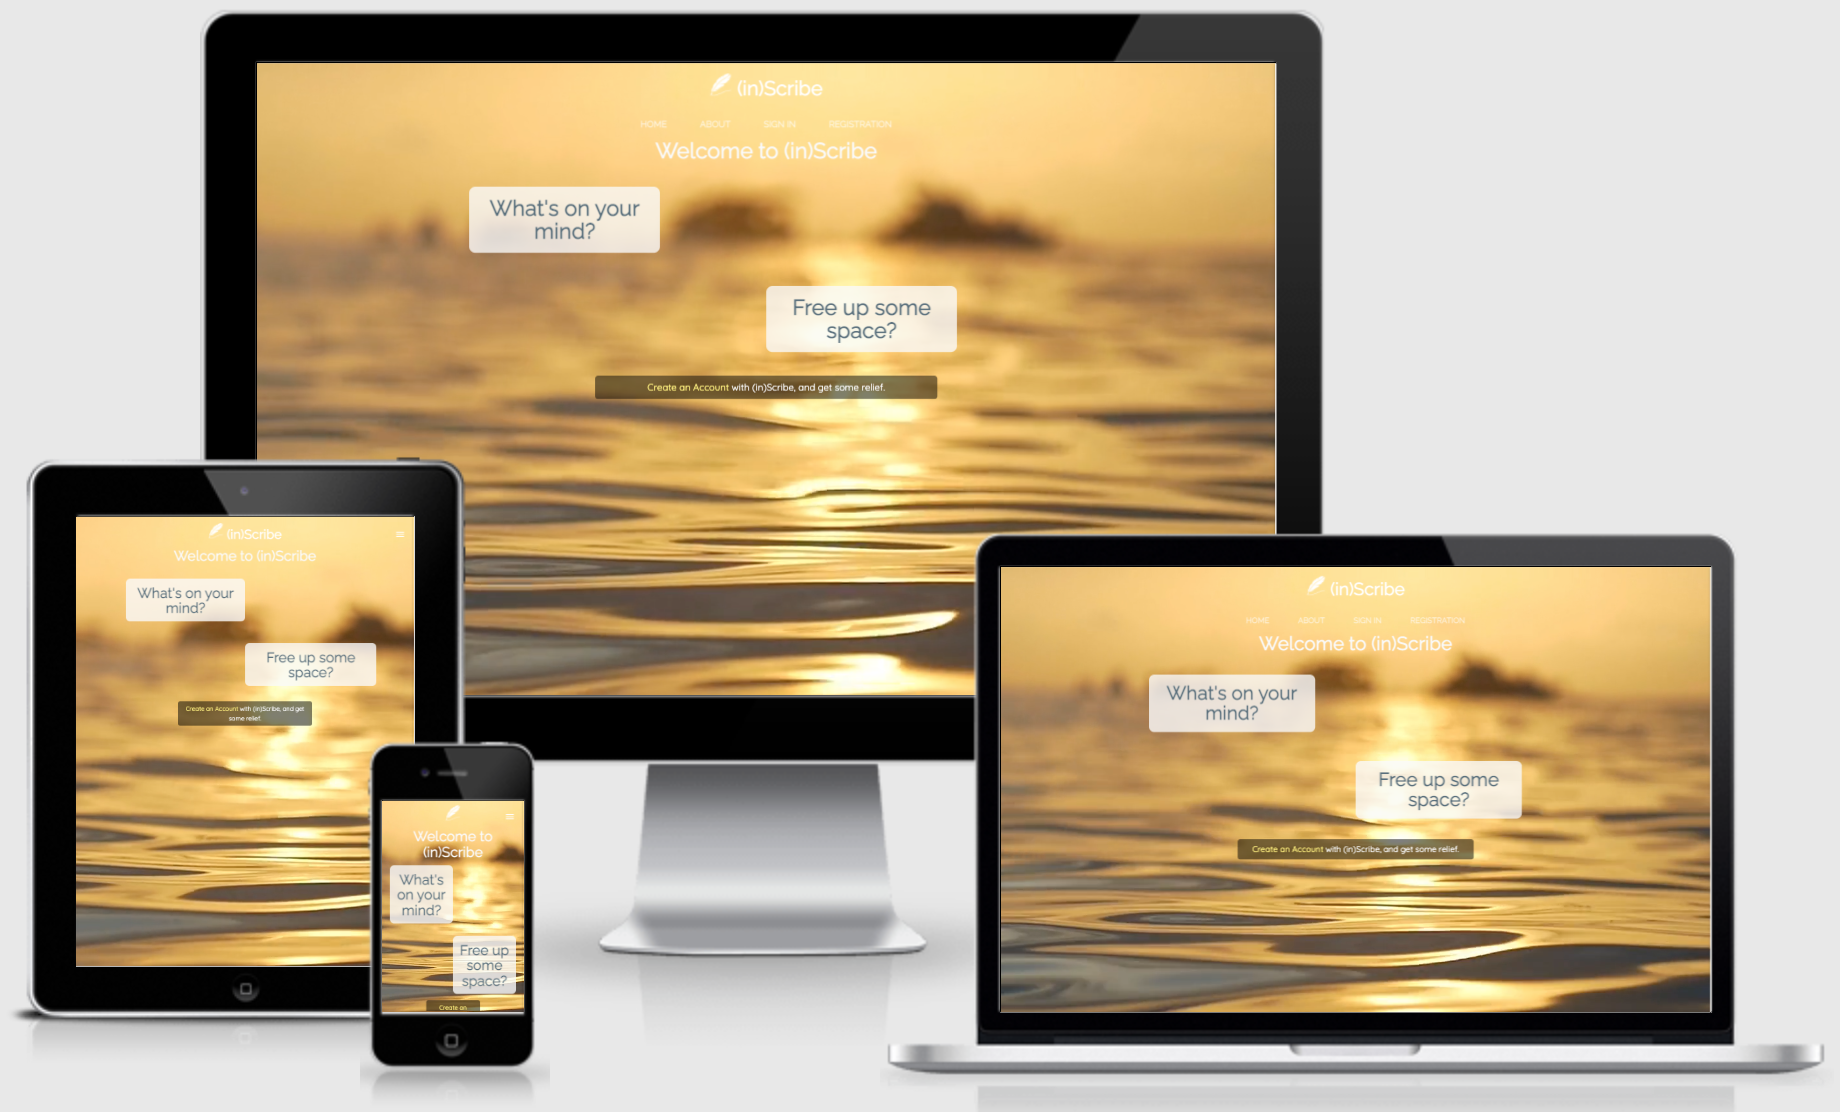 (in)Scribe
HOME ABOUT SIGN IN REGISTRATION
Welcome to (in)Scribe
What's on your
mind?
Free up some
space?
Create an Account with (in)Scribe, and get some relief.
(in)Scribe
Welcome to (in)Scribe
What's on your
mind?
Free up some
space?
Create an Account with (in)Scribe, and get
some relief.
Welcome to
(in)Scribe
What's
on your
mind?
Free up
some
space?
Create an
(in)Scribe
HOME ABOUT SIGN IN REGISTRATION
Welcome to (in)Scribe
What's on your
mind?
Free up some
space?
Create an Account with (in)Scribe, and get some relief.